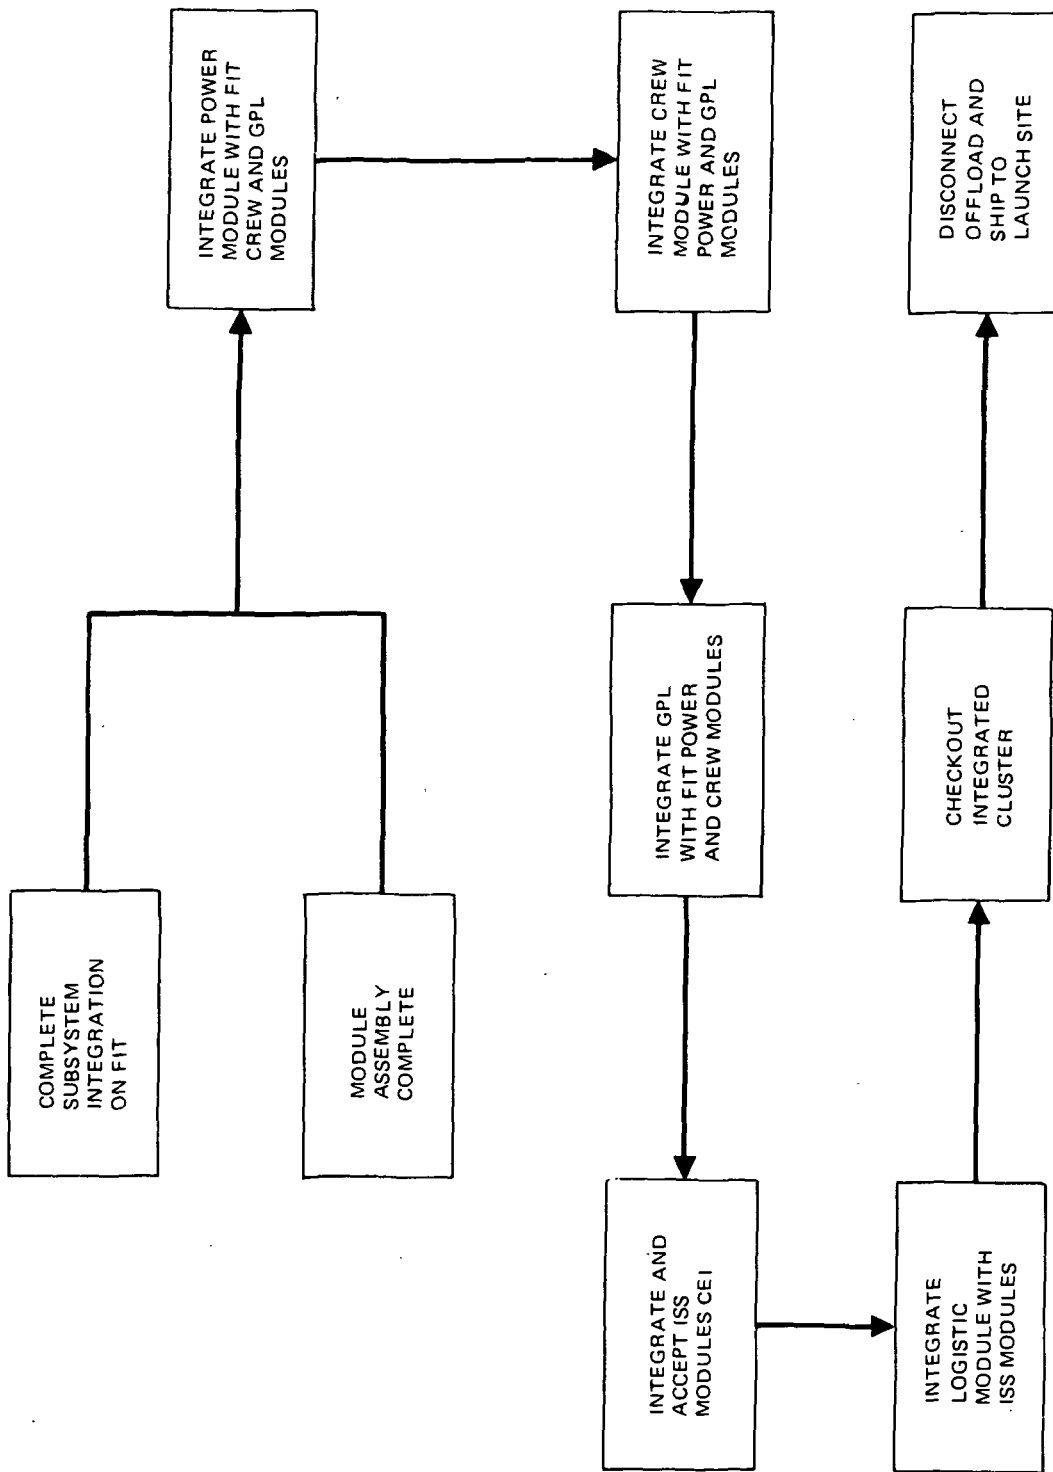 COMPLETE
SUBSYSTEM
INTEGRATION
ON FIT
MODULE
ASSEMBLY
COMPLETE
INTEGRATE POWER
MODULE WITH FIT
CREW AND GPL
MODULES
INTEGRATE CREW
MODULE WITH FIT
POWER AND GPL
MODULES
INTEGRATE GPL
WITH FIT POWER
AND CREW MODULES
INTEGRATE AND
ACCEPT ISS
MODULES CEI
INTEGRATE
LOGISTIC
MODULE WITH
ISS MODULES
CHECKOUT
INTEGRATED
CLUSTER
DISCONNECT
OFFLOAD AND
SHIP TO
LAUNCH SITE